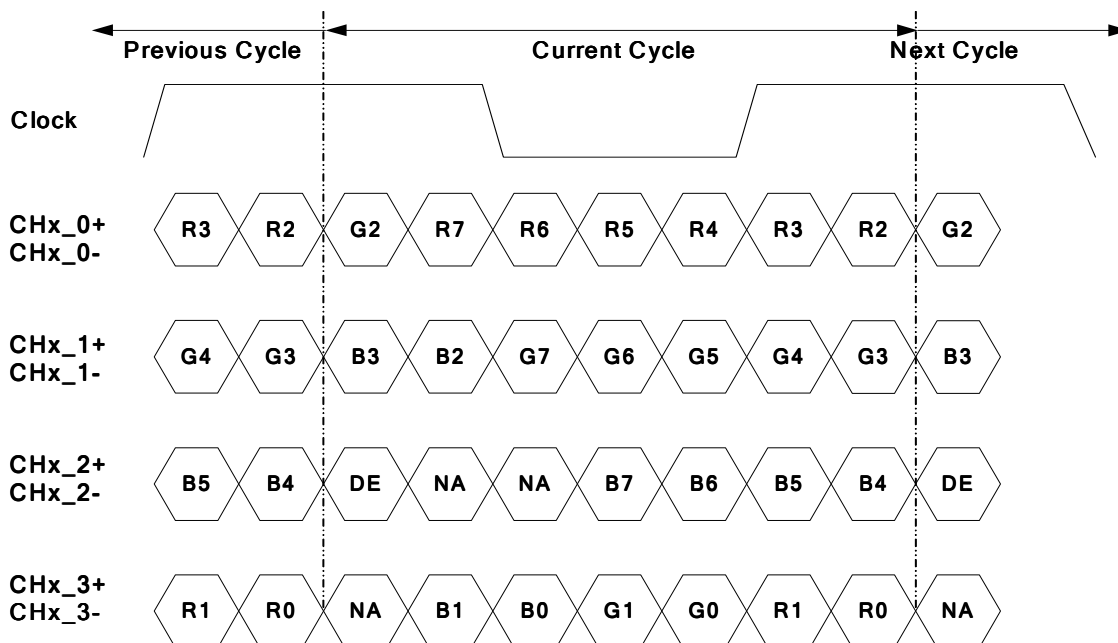 Previous Cycle Current Cycle Next Cycle
Clock
CHx_0+
CHx_0-
R3 R2 G2 R7 R6 R5 R4 R3 R2 G2
CHx_1+
CHx_1-
G4 G3 B3 B2 G7 G6 G5 G4 G3 B3
CHx_2+
CHx_2-
B5 B4 DE NA NA B7 B6 B5 B4 DE
CHx_3+
CHx_3-
R1 R0 NA B1 B0 G1 G0 R1 R0 NA